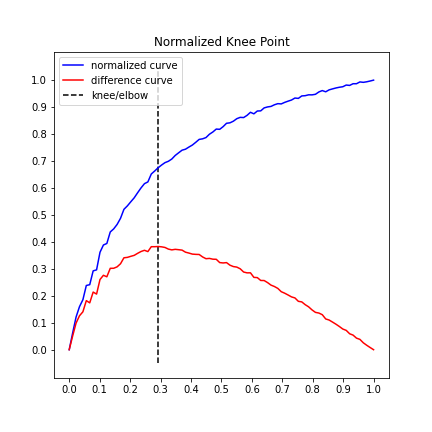 Normalized Knee Point
normalized curve
difference curve
knee/elbow
1.0
0.9
0.8
0.7
0.6
0.5
0.4
0.3
0.2
0.1
0.0
0.0 0.1 0.2 0.3 0.4 0.5 0.6 0.7 0.8 0.9 1.0